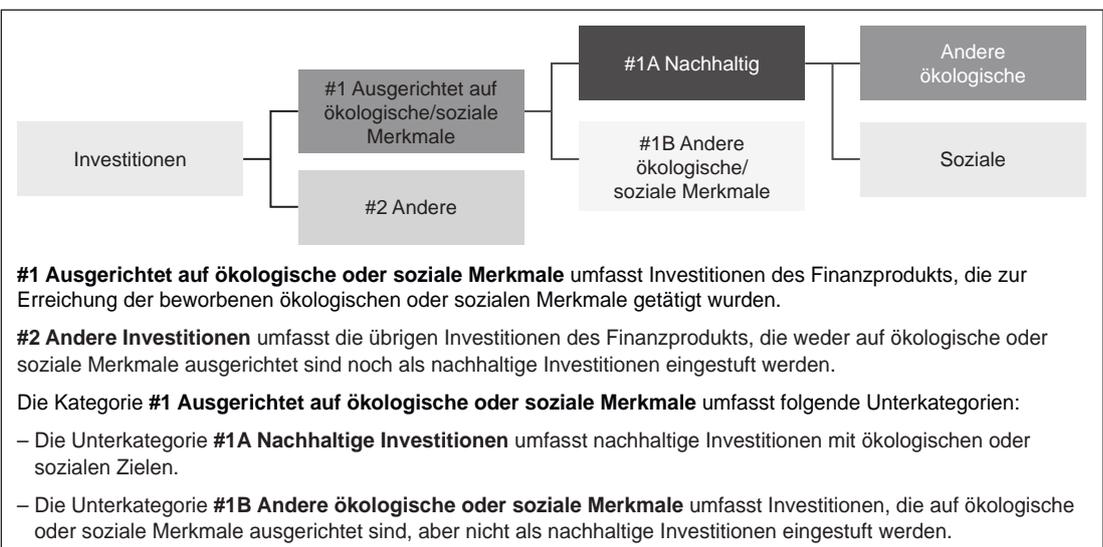 Investitionen
#1 Ausgerichtet auf
ökologische/soziale
Merkmale
#2 Andere
#1A Nachhaltig
#1B Andere
ökologische/
soziale Merkmale
Andere
ökologische
Soziale
#1 Ausgerichtet auf ökologische oder soziale Merkmale umfasst Investitionen des Finanzprodukts, die zur
Erreichung der beworbenen ökologischen oder sozialen Merkmale getätigt wurden.
#2 Andere Investitionen umfasst die übrigen Investitionen des Finanzprodukts, die weder auf ökologische oder
soziale Merkmale ausgerichtet sind noch als nachhaltige Investitionen eingestuft werden.
Die Kategorie #1 Ausgerichtet auf ökologische oder soziale Merkmale umfasst folgende Unterkategorien:
– Die Unterkategorie #1A Nachhaltige Investitionen umfasst nachhaltige Investitionen mit ökologischen oder
sozialen Zielen.
– Die Unterkategorie #1B Andere ökologische oder soziale Merkmale umfasst Investitionen, die auf ökologische
oder soziale Merkmale ausgerichtet sind, aber nicht als nachhaltige Investitionen eingestuft werden.